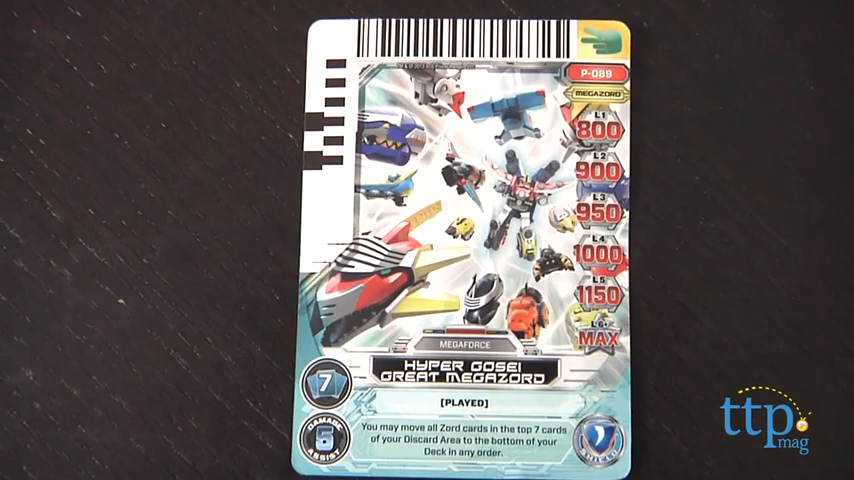 P-089
MEGAZORD
L1
800
L2
900
L3
950
L4
1000
L5
1150
L6+
MAX
MEGAFORCE
HYPER GOSEI
GREAT MEGAZORD
7
[PLAYED]
DAMAGE
6
ASSIST
You may move all Zord cards in the top 7 cards
of your Discard Area to the bottom of your
Deck in any order.
SHIELD
ttp
mag